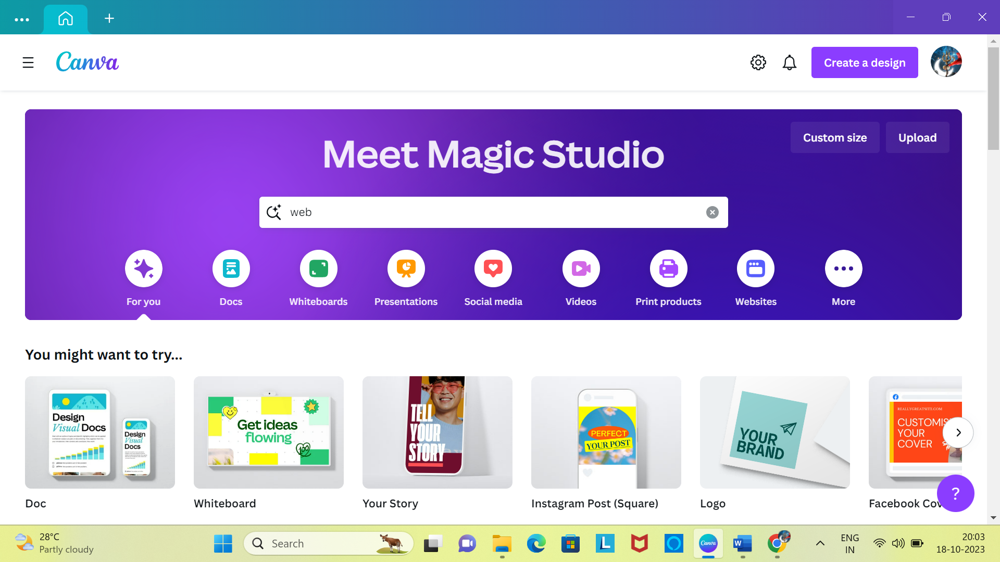 Canva
Create a design
Custom size
Upload
Meet Magic Studio
web
For you
Docs
Whiteboards
Presentations
Social media
Videos
Print products
Websites
More
You might want to try...
Design
Visual Docs
Design
Visual
Docs
Get ideas
flowing
100
TELL
YOUR
STORY
PERFECT
YOUR POST
YOUR
BRAND
REALLYGREATSITE.COM
CUSTOMIS
YOUR
COVER
Doc
Whiteboard
Your Story
Instagram Post (Square)
Logo
Facebook Cov
?
28°C
Partly cloudy
Search
L
Canva
W
ENG
IN
20:03
18-10-2023